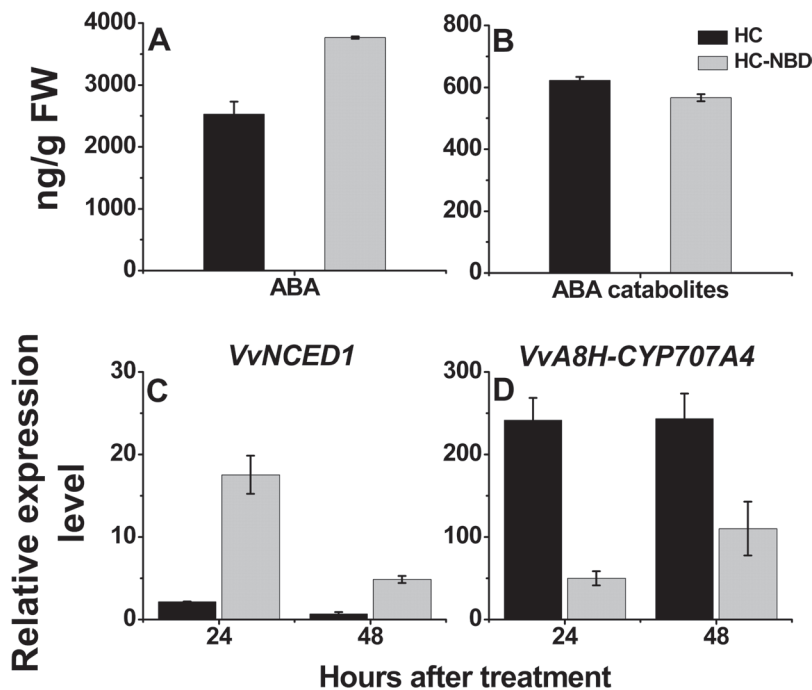 A
B
HC
HC-NBD
ng/g FW
4000
3000
2000
1000
0
800
600
400
200
0
ABA
ABA catabolites
VvNCED1
VvA8H-CYP707A4
C
D
Relative expression
level
30
20
10
0
300
200
100
0
24
48
24
48
Hours after treatment